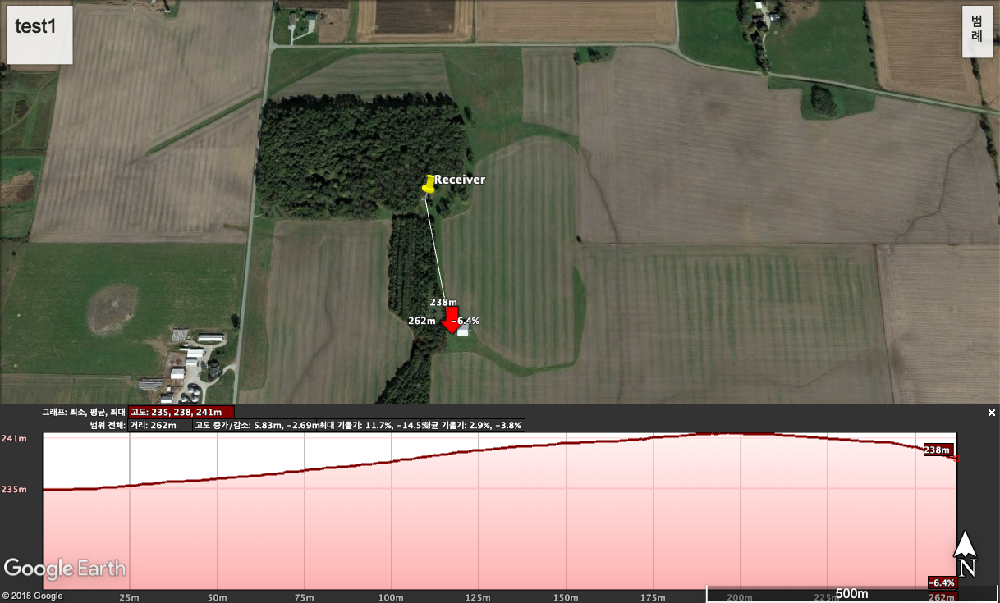 test1
범
례
Receiver
238m
262m
-6.4%
그래프: 최소, 평균, 최대 고도: 235, 238, 241m
범위 전체: 거리: 262m 고도 증가/감소: 5.83m, -2.69m 최대 기울기: 11.7%, -14.5% 평균 기울기: 2.9%, -3.8%
241m
238m
235m
Google Earth
N
-6.4%
© 2018 Google
25m 50m 75m 100m 125m 150m 175m 200m 225m 262m
500m